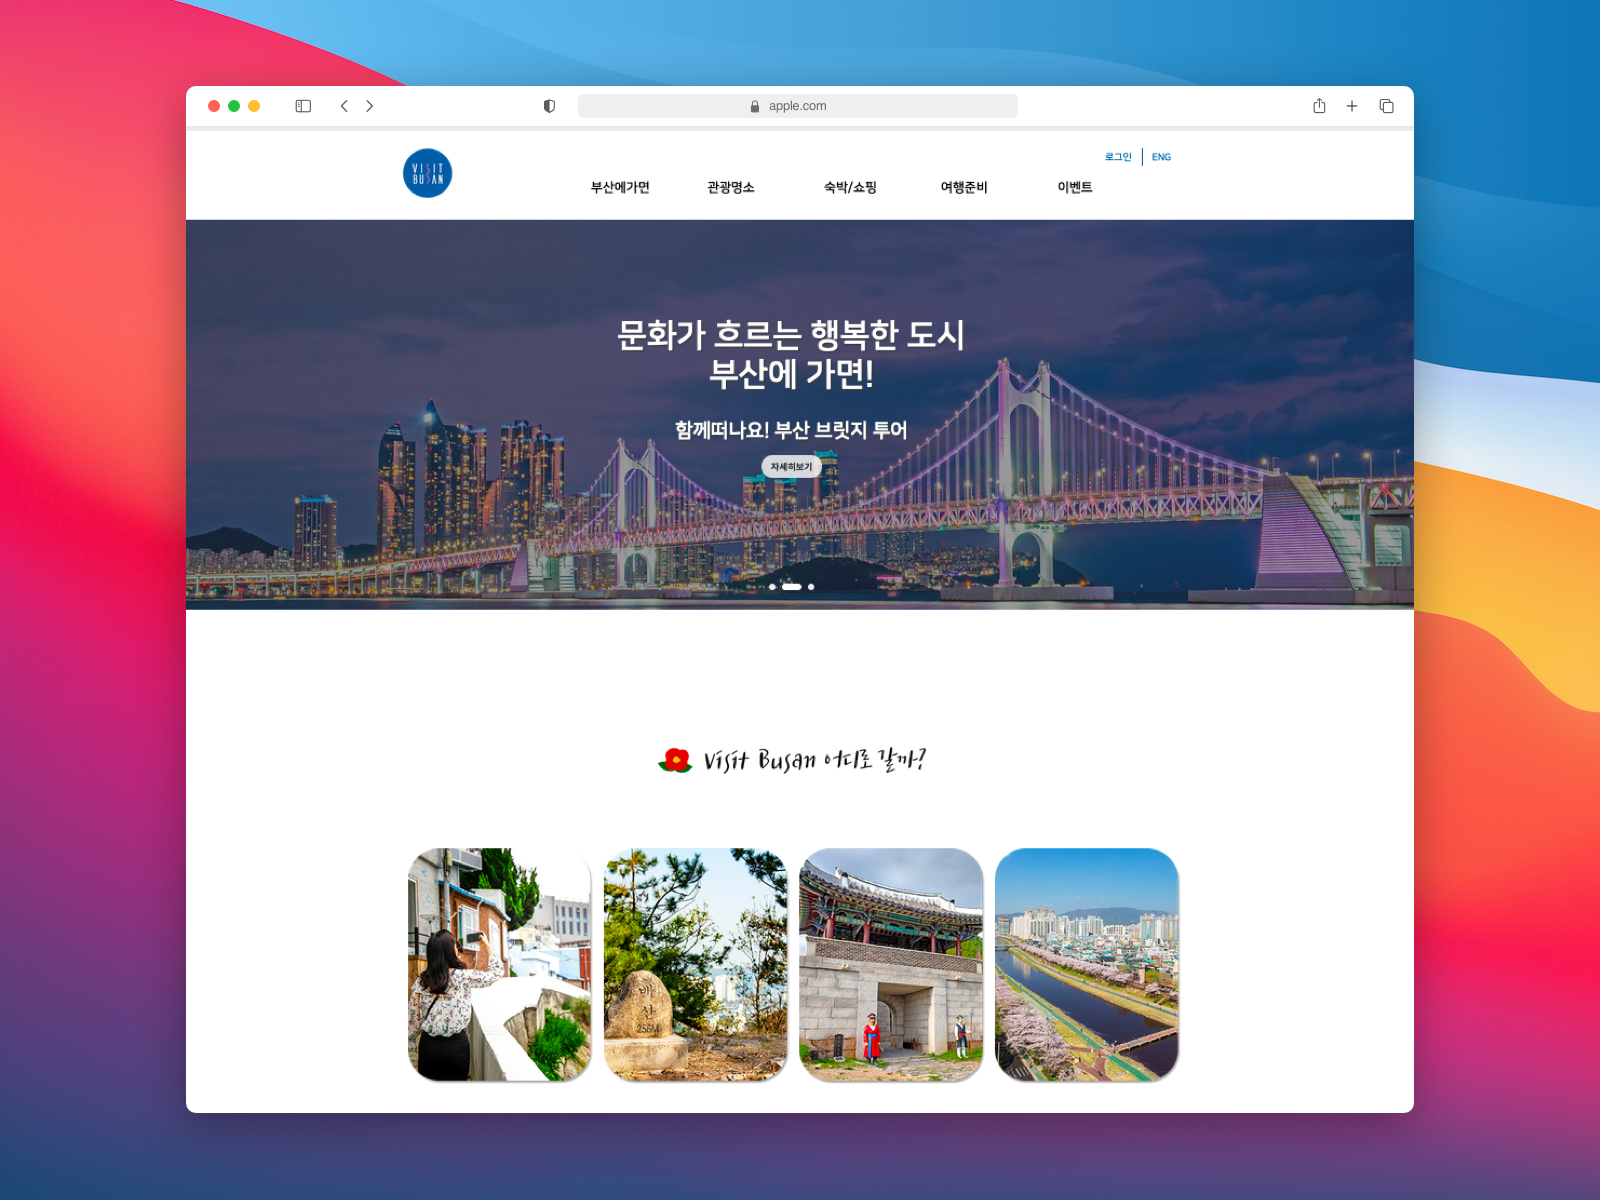 apple.com
VISIT
BUSAN
로그인 ENG
부산에가면 관광명소 숙박/쇼핑 여행준비 이벤트
문화가 흐르는 행복한 도시
부산에 가면!
함께떠나요! 부산 브릿지 투어
자세히보기
Visit Busan 어디로 갈까?
배
산
256M